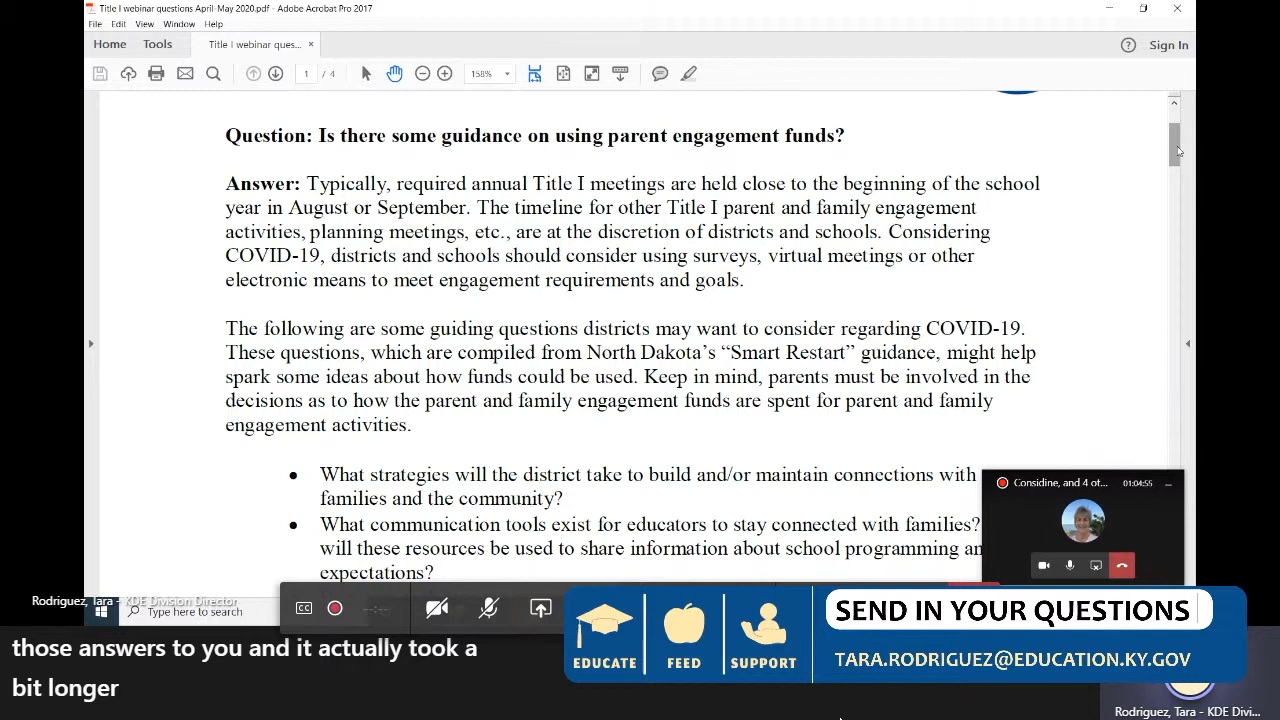 Title I webinar questions April-May 2020.pdf - Adobe Acrobat Pro 2017
File Edit View Window Help
Home Tools Title I webinar ques... ×
Sign In
1 / 4 158%
Question: Is there some guidance on using parent engagement funds?
Answer: Typically, required annual Title I meetings are held close to the beginning of the school
year in August or September. The timeline for other Title I parent and family engagement
activities, planning meetings, etc., are at the discretion of districts and schools. Considering
COVID-19, districts and schools should consider using surveys, virtual meetings or other
electronic means to meet engagement requirements and goals.
The following are some guiding questions districts may want to consider regarding COVID-19.
These questions, which are compiled from North Dakota’s “Smart Restart” guidance, might help
spark some ideas about how funds could be used. Keep in mind, parents must be involved in the
decisions as to how the parent and family engagement funds are spent for parent and family
engagement activities.
• What strategies will the district take to build and/or maintain connections with
families and the community?
• What communication tools exist for educators to stay connected with families?
will these resources be used to share information about school programming an
expectations?
Considine, and 4 ot... 01:04:55
Rodriguez, Tara - KDE Division Director
Type here to search
CC
EDUCATE
FEED
SUPPORT
SEND IN YOUR QUESTIONS
TARA.RODRIGUEZ@EDUCATION.KY.GOV
those answers to you and it actually took a
bit longer
Rodriguez, Tara - KDE Divi...